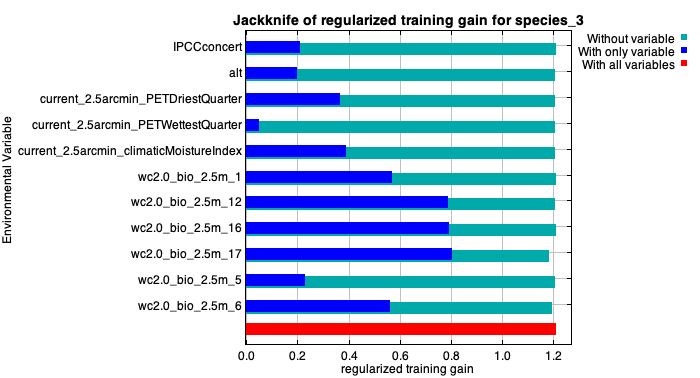 Jackknife of regularized training gain for species_3
Without variable
With only variable
With all variables
Environmental Variable
IPCCconcert
alt
current_2.5arcmin_PETDriestQuarter
current_2.5arcmin_PETWettestQuarter
current_2.5arcmin_climaticMoistureIndex
wc2.0_bio_2.5m_1
wc2.0_bio_2.5m_12
wc2.0_bio_2.5m_16
wc2.0_bio_2.5m_17
wc2.0_bio_2.5m_5
wc2.0_bio_2.5m_6
0.0 0.2 0.4 0.6 0.8 1.0 1.2
regularized training gain